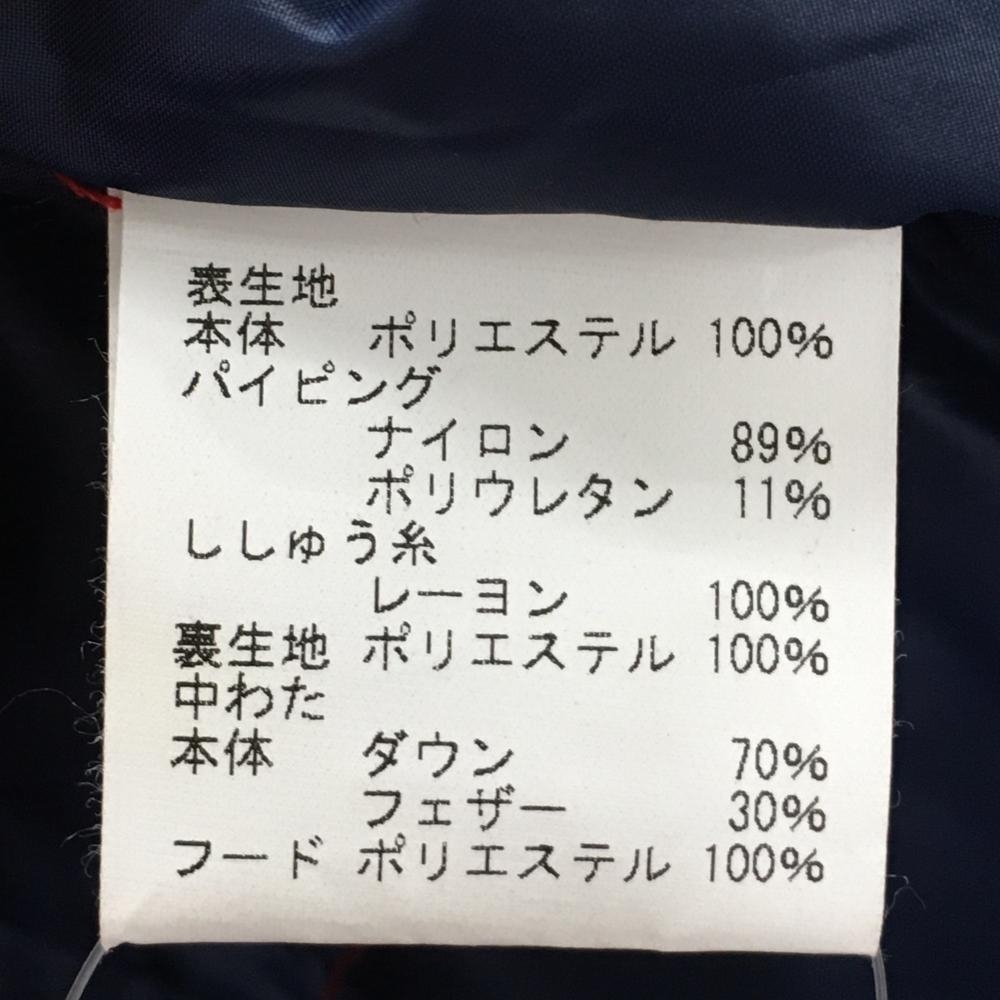 表生地
本体 ポリエステル 100%
パイピング
ナイロン 89%
ポリウレタン 11%
ししゅう糸
レーヨン 100%
裏生地 ポリエステル 100%
中わた
本体 ダウン 70%
フェザー 30%
フード ポリエステル 100%